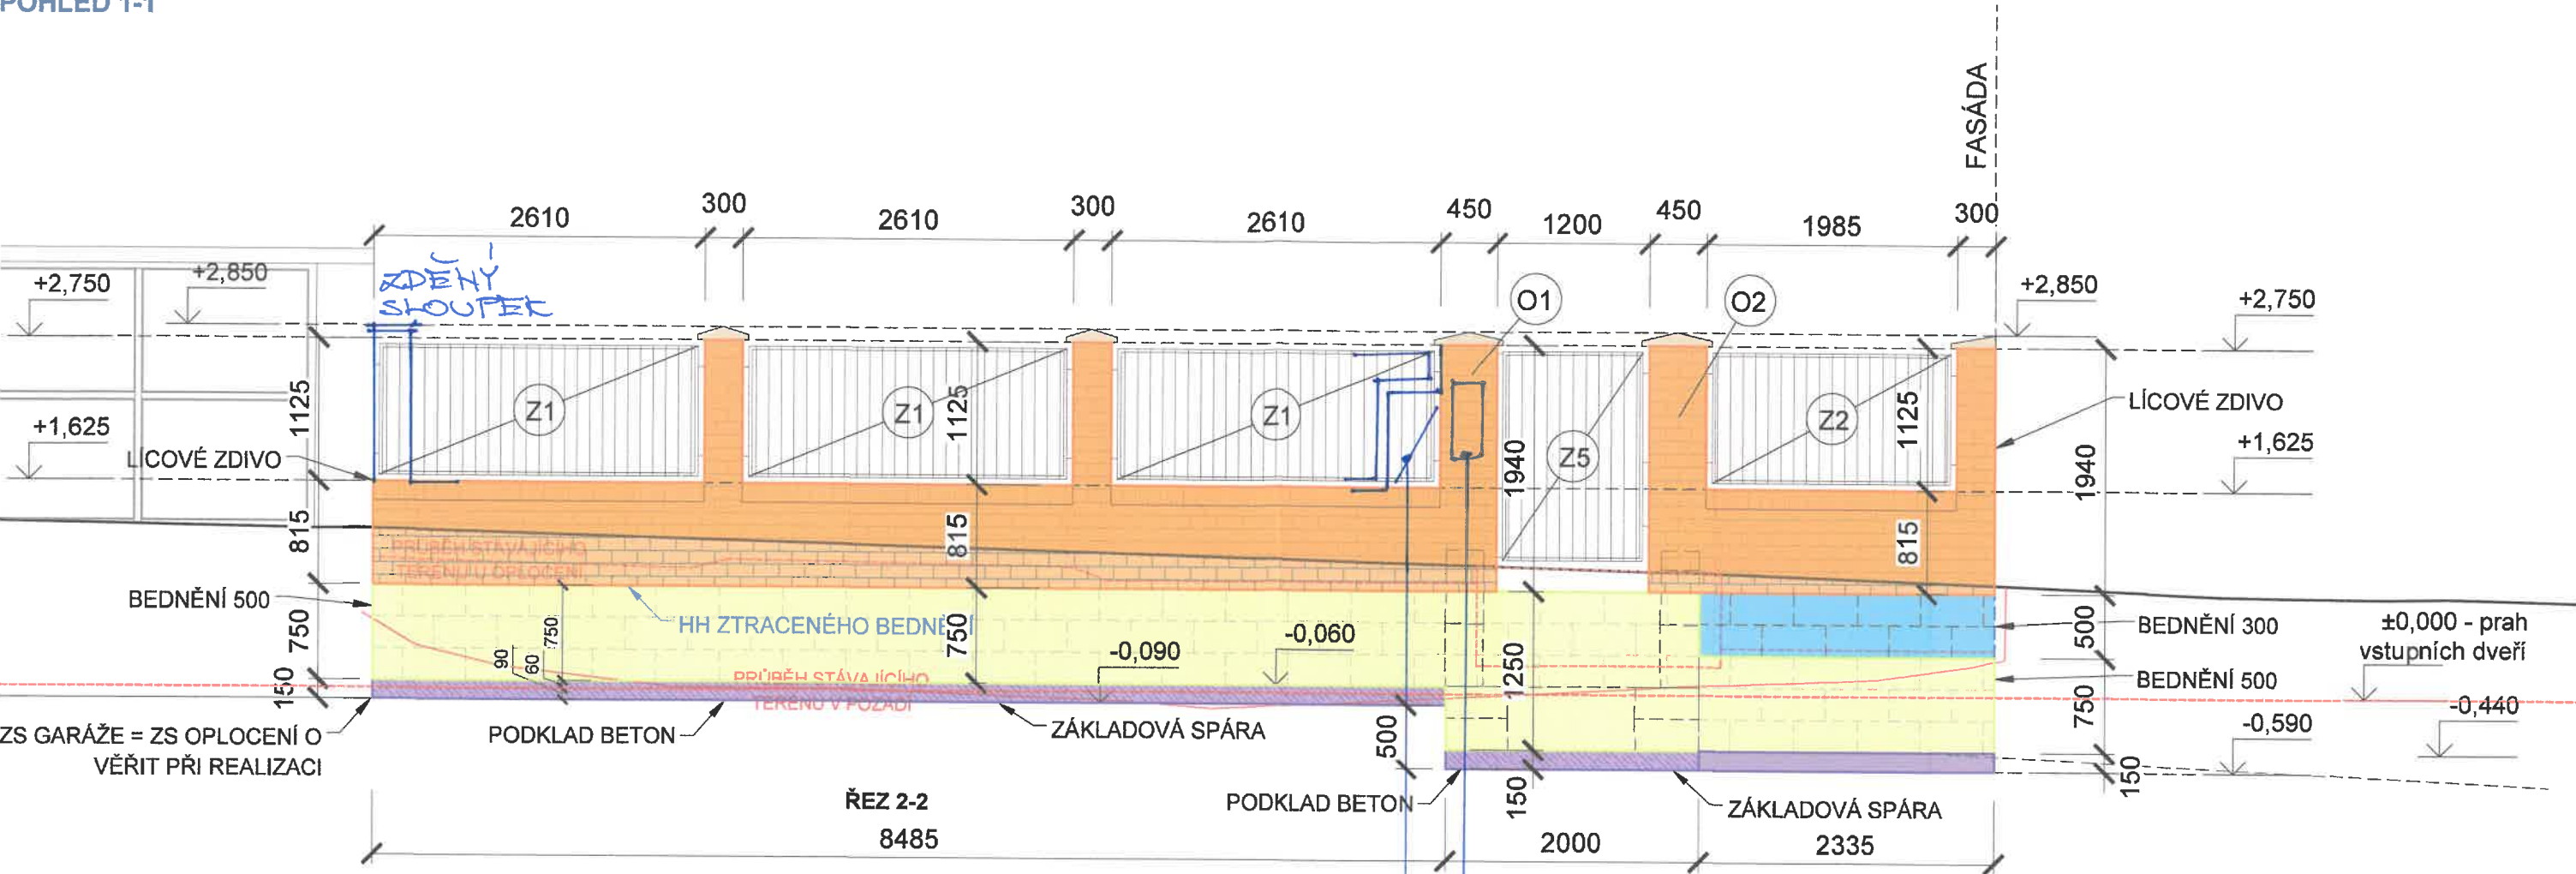 POHLED 1-1
FASÁDA
2610
300
2610
300
2610
450
1200
450
1985
300
+2,750
+2,850
ZDĚNÝ
SLOUPEK
O1
O2
+2,850
+2,750
1125
Z1
Z1
1125
Z1
Z5
Z2
1125
LÍCOVÉ ZDIVO
+1,625
LÍCOVÉ ZDIVO
+1,625
1940
1940
815
PRŮBĚH STÁVAJÍCÍHO
TERÉNU U OPLOCENÍ
815
815
BEDNĚNÍ 500
750
750
HH ZTRACENÉHO BEDNĚNÍ
750
-0,090
-0,060
1250
500
BEDNĚNÍ 300
±0,000 - prah
vstupních dveří
90
60
150
PRŮBĚH STÁVAJÍCÍHO
TERÉNU V POZADÍ
BEDNĚNÍ 500
750
-0,440
-0,590
ZS GARÁŽE = ZS OPLOCENÍ O
VĚŘIT PŘI REALIZACI
PODKLAD BETON
ZÁKLADOVÁ SPÁRA
500
150
150
ŘEZ 2-2
PODKLAD BETON
ZÁKLADOVÁ SPÁRA
8485
2000
2335